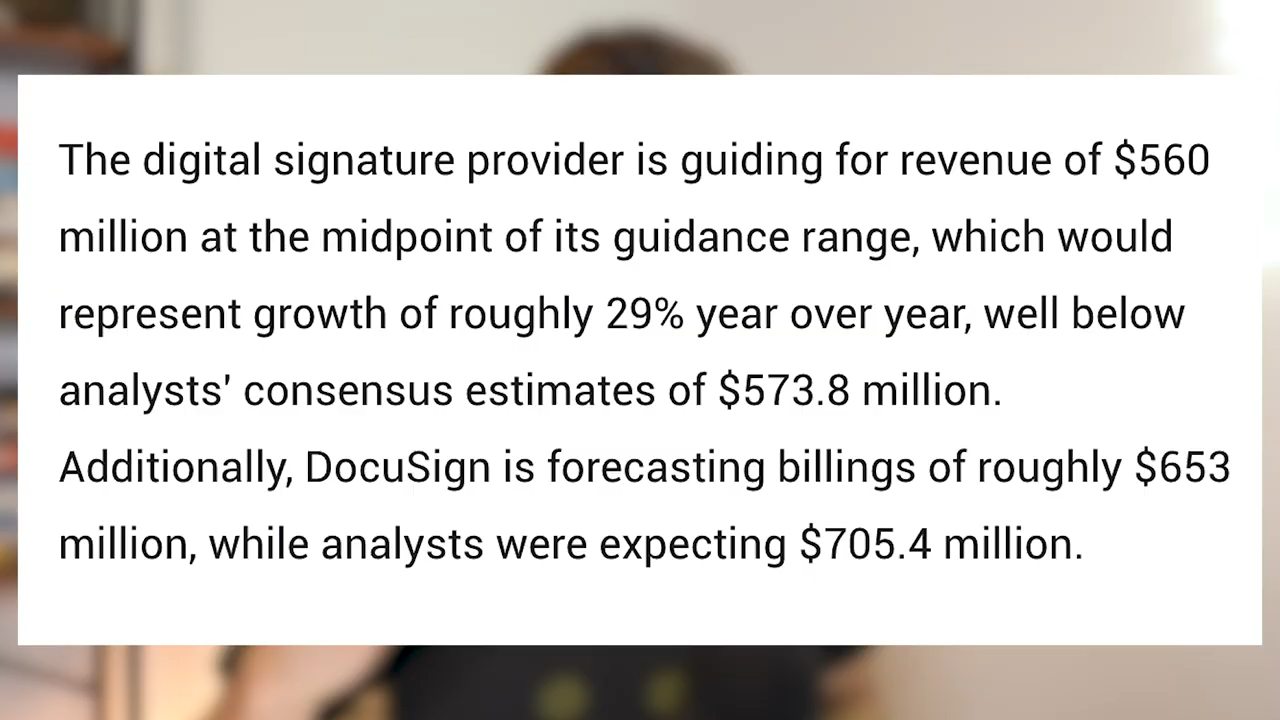 The digital signature provider is guiding for revenue of $560
million at the midpoint of its guidance range, which would
represent growth of roughly 29% year over year, well below
analysts' consensus estimates of $573.8 million.
Additionally, DocuSign is forecasting billings of roughly $653
million, while analysts were expecting $705.4 million.